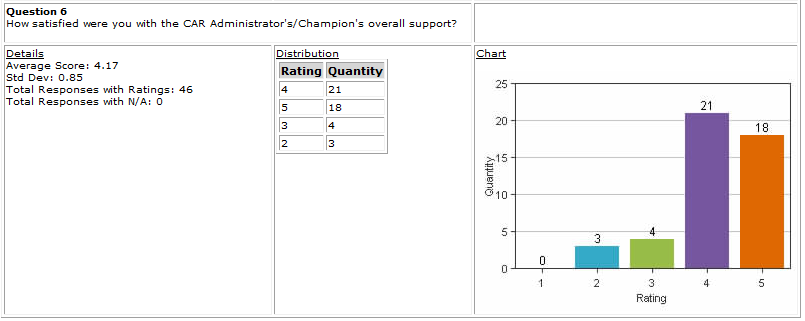 Question 6
How satisfied were you with the CAR Administrator's/Champion's overall support?
Details
Average Score: 4.17
Std Dev: 0.85
Total Responses with Ratings: 46
Total Responses with N/A: 0
Distribution
Rating Quantity
4 21
5 18
3 4
2 3
Chart
25
20
15
10
5
0
Quantity
0
3
4
21
18
1 2 3 4 5
Rating